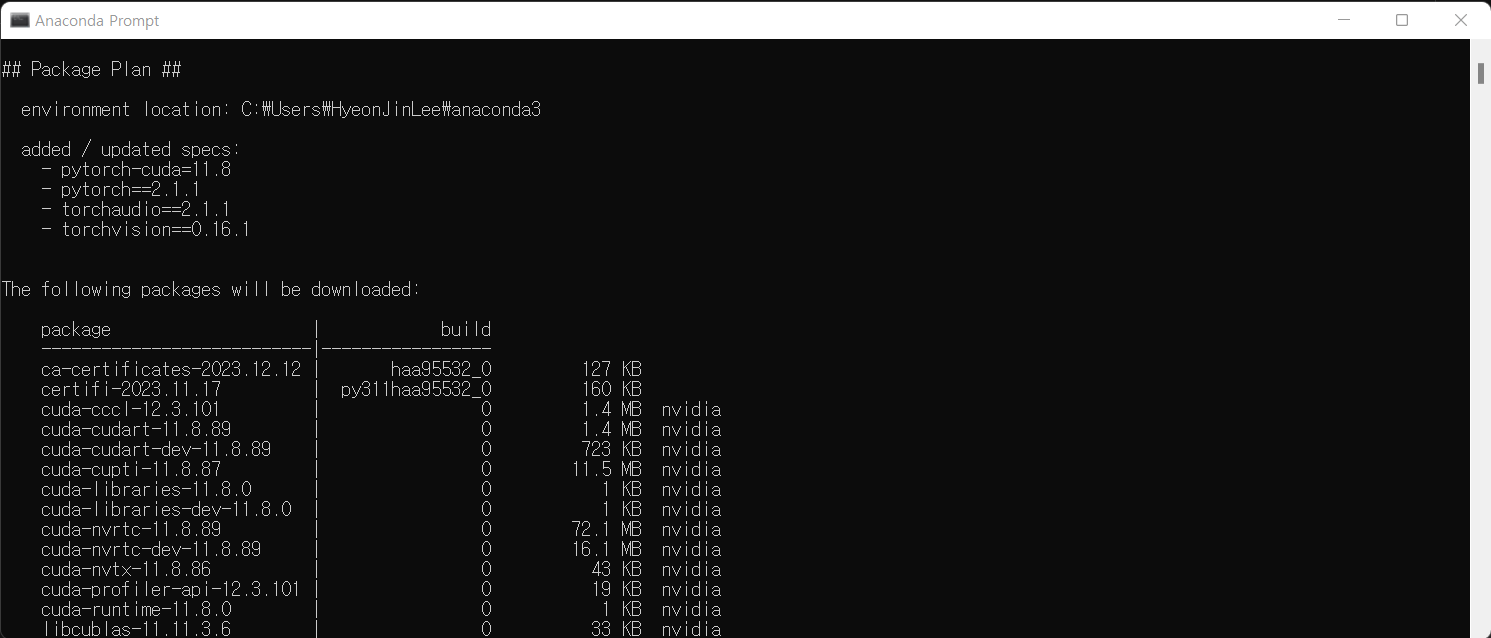 Anaconda Prompt
## Package Plan ##
environment location: C:₩Users₩HyeonJinLee₩anaconda3
added / updated specs:
- pytorch-cuda=11.8
- pytorch==2.1.1
- torchaudio==2.1.1
- torchvision==0.16.1
The following packages will be downloaded:
package | build
---------------------------|-----------------
ca-certificates-2023.12.12 | haa95532_0 127 KB
certifi-2023.11.17 | py311haa95532_0 160 KB
cuda-cccl-12.3.101 | 0 1.4 MB nvidia
cuda-cudart-11.8.89 | 0 1.4 MB nvidia
cuda-cudart-dev-11.8.89 | 0 723 KB nvidia
cuda-cupti-11.8.87 | 0 11.5 MB nvidia
cuda-libraries-11.8.0 | 0 1 KB nvidia
cuda-libraries-dev-11.8.0 | 0 1 KB nvidia
cuda-nvrtc-11.8.89 | 0 72.1 MB nvidia
cuda-nvrtc-dev-11.8.89 | 0 16.1 MB nvidia
cuda-nvtx-11.8.86 | 0 43 KB nvidia
cuda-profiler-api-12.3.101 | 0 19 KB nvidia
cuda-runtime-11.8.0 | 0 1 KB nvidia
libcublas-11.11.3.6 | 0 33 KB nvidia